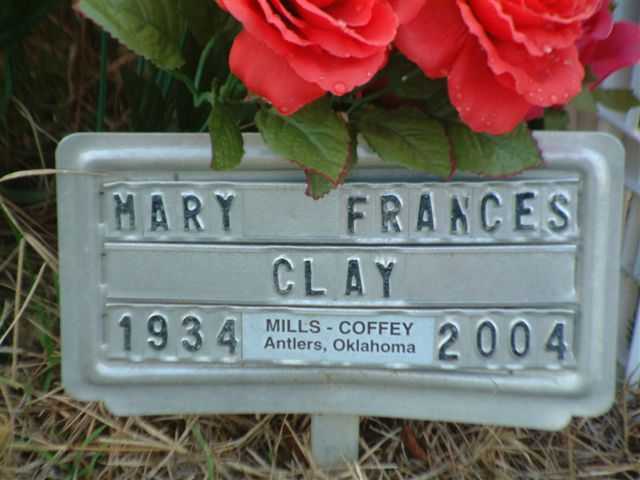 MARY FRANCES
CLAY
1934 MILLS - COFFEY 2004
Antlers, Oklahoma